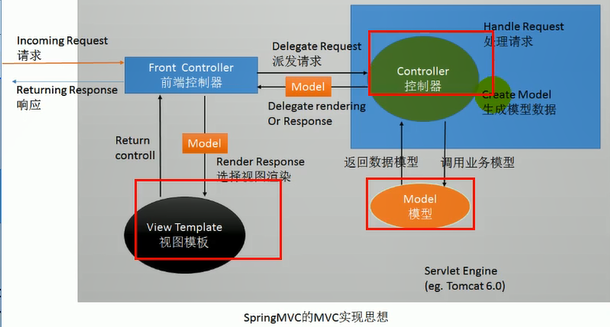 Incoming Request
请求
Returning Response
响应
Front Controller
前端控制器
Delegate Request
派发请求
Model
Delegate rendering
Or Response
Handle Request
处理请求
Controller
控制器
Create Model
生成模型数据
Return
controll
Model
Render Response
选择视图渲染
返回数据模型
调用业务模型
View Template
视图模板
Model
模型
Servlet Engine
(eg. Tomcat 6.0)
SpringMVC的MVC实现思想